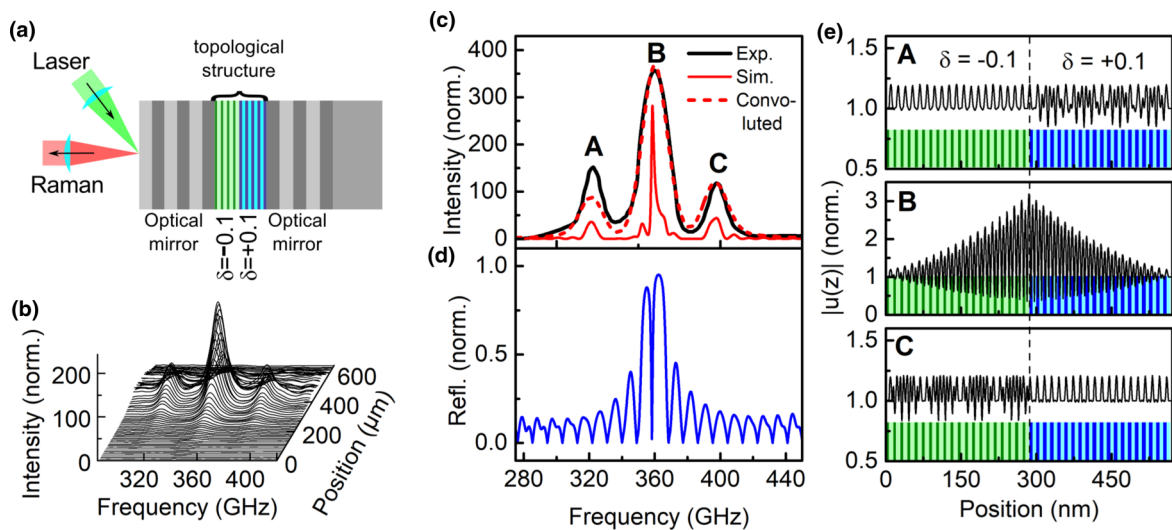 (a)
topological
structure
Laser
Raman
Optical
mirror
δ=-0.1
δ=+0.1
Optical
mirror
(b)
Intensity (norm.)
200
100
0
320
360
400
Frequency (GHz)
0
200
400
600
Position (µm)
(c)
Intensity (norm.)
400
300
200
100
0
A
B
C
Exp.
Sim.
Convo-
luted
(d)
Refl. (norm.)
1.0
0.5
0.0
280
320
360
400
440
Frequency (GHz)
(e)
|u(z)| (norm.)
A
δ = -0.1
δ = +0.1
1.5
1.0
0.5
B
3
2
1
0
C
1.5
1.0
0.5
0
150
300
450
Position (nm)